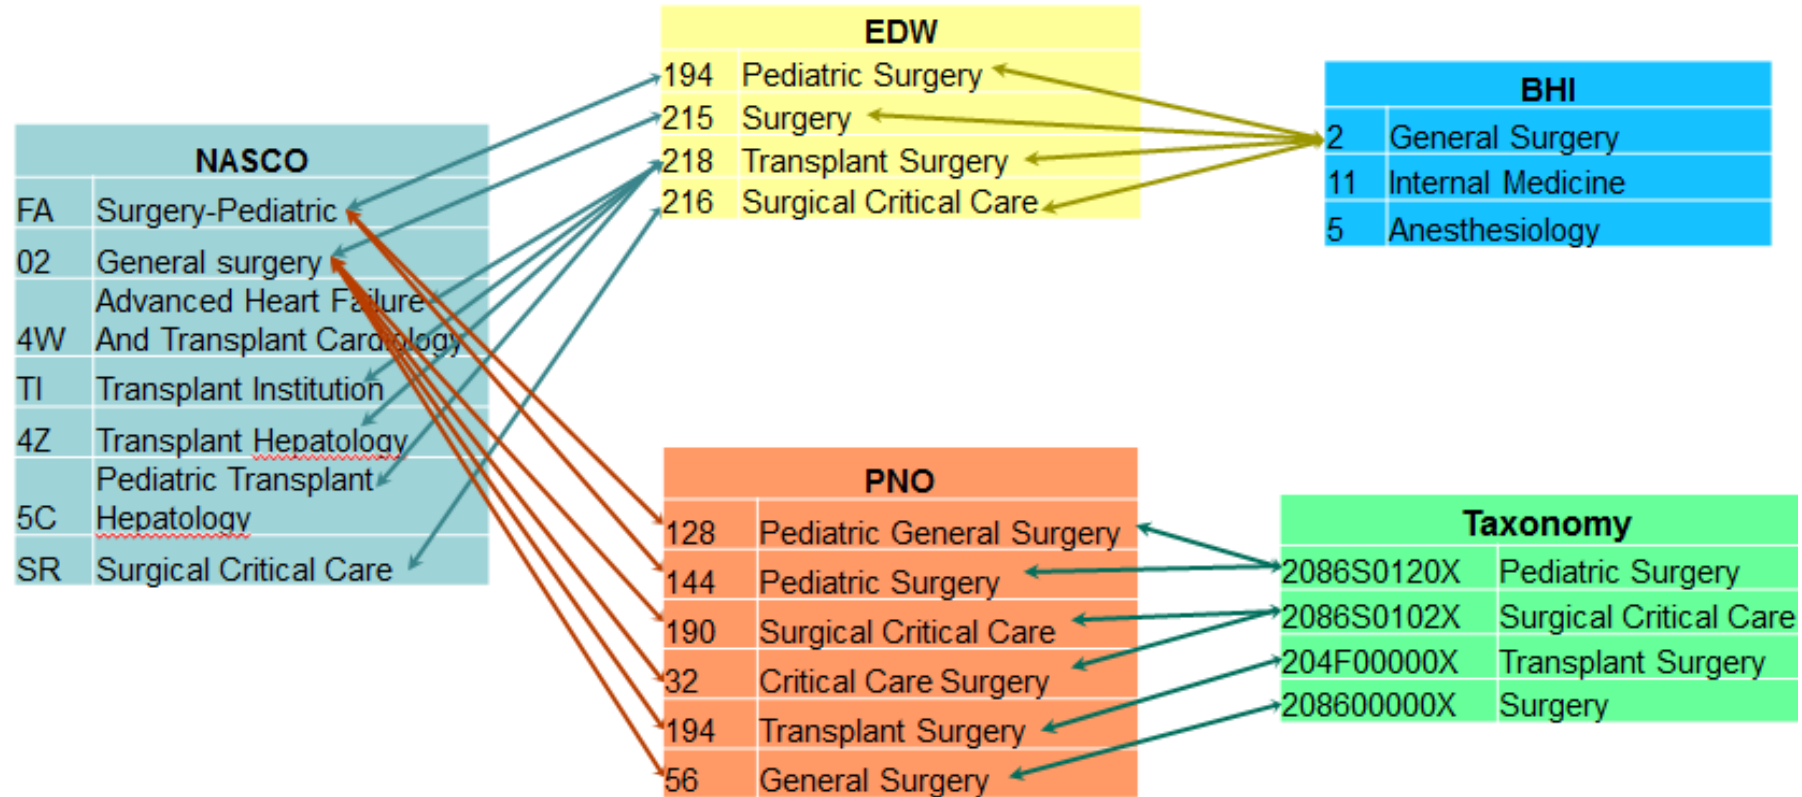 EDW
194 Pediatric Surgery
215 Surgery
218 Transplant Surgery
216 Surgical Critical Care
BHI
2 General Surgery
11 Internal Medicine
5 Anesthesiology
NASCO
FA Surgery-Pediatric
02 General surgery
Advanced Heart Failure
4W And Transplant Cardiology
TI Transplant Institution
4Z Transplant Hepatology
Pediatric Transplant
5C Hepatology
SR Surgical Critical Care
PNO
128 Pediatric General Surgery
144 Pediatric Surgery
190 Surgical Critical Care
32 Critical Care Surgery
194 Transplant Surgery
56 General Surgery
Taxonomy
2086S0120X Pediatric Surgery
2086S0102X Surgical Critical Care
204F00000X Transplant Surgery
208600000X Surgery